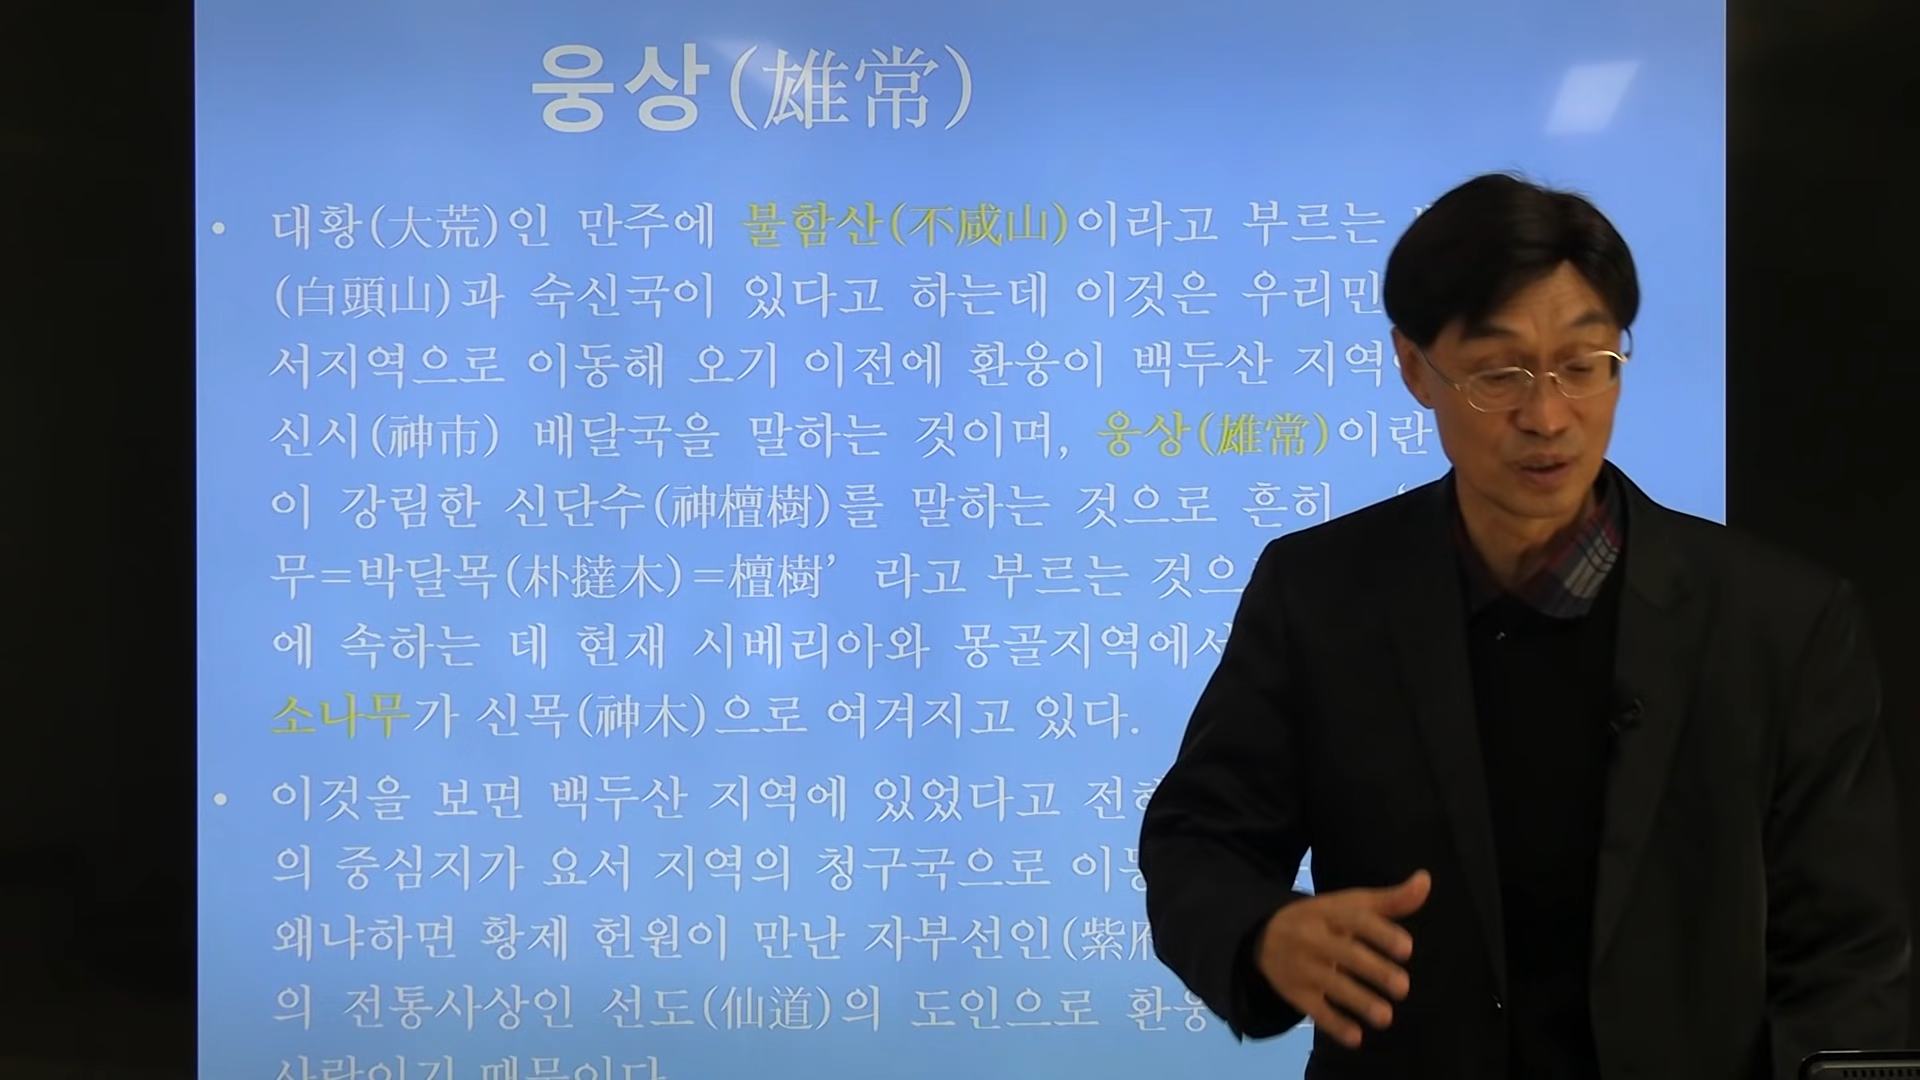 웅상(雄常)
• 대황(大荒)인 만주에 불함산(不咸山)이라고 부르는
(白頭山)과 숙신국이 있다고 하는데 이것은 우리민
서지역으로 이동해 오기 이전에 환웅이 백두산 지역
신시(神市) 배달국을 말하는 것이며, 웅상(雄常)이란
이 강림한 신단수(神檀樹)를 말하는 것으로 흔히 ‘
무=박달목(朴撻木)=檀樹’ 라고 부르는 것으
에 속하는 데 현재 시베리아와 몽골지역에서
소나무가 신목(神木)으로 여겨지고 있다.
• 이것을 보면 백두산 지역에 있었다고 전하
의 중심지가 요서 지역의 청구국으로 이동
왜냐하면 황제 헌원이 만난 자부선인(紫府
의 전통사상인 선도(仙道)의 도인으로 환웅
사람이기 때문이다